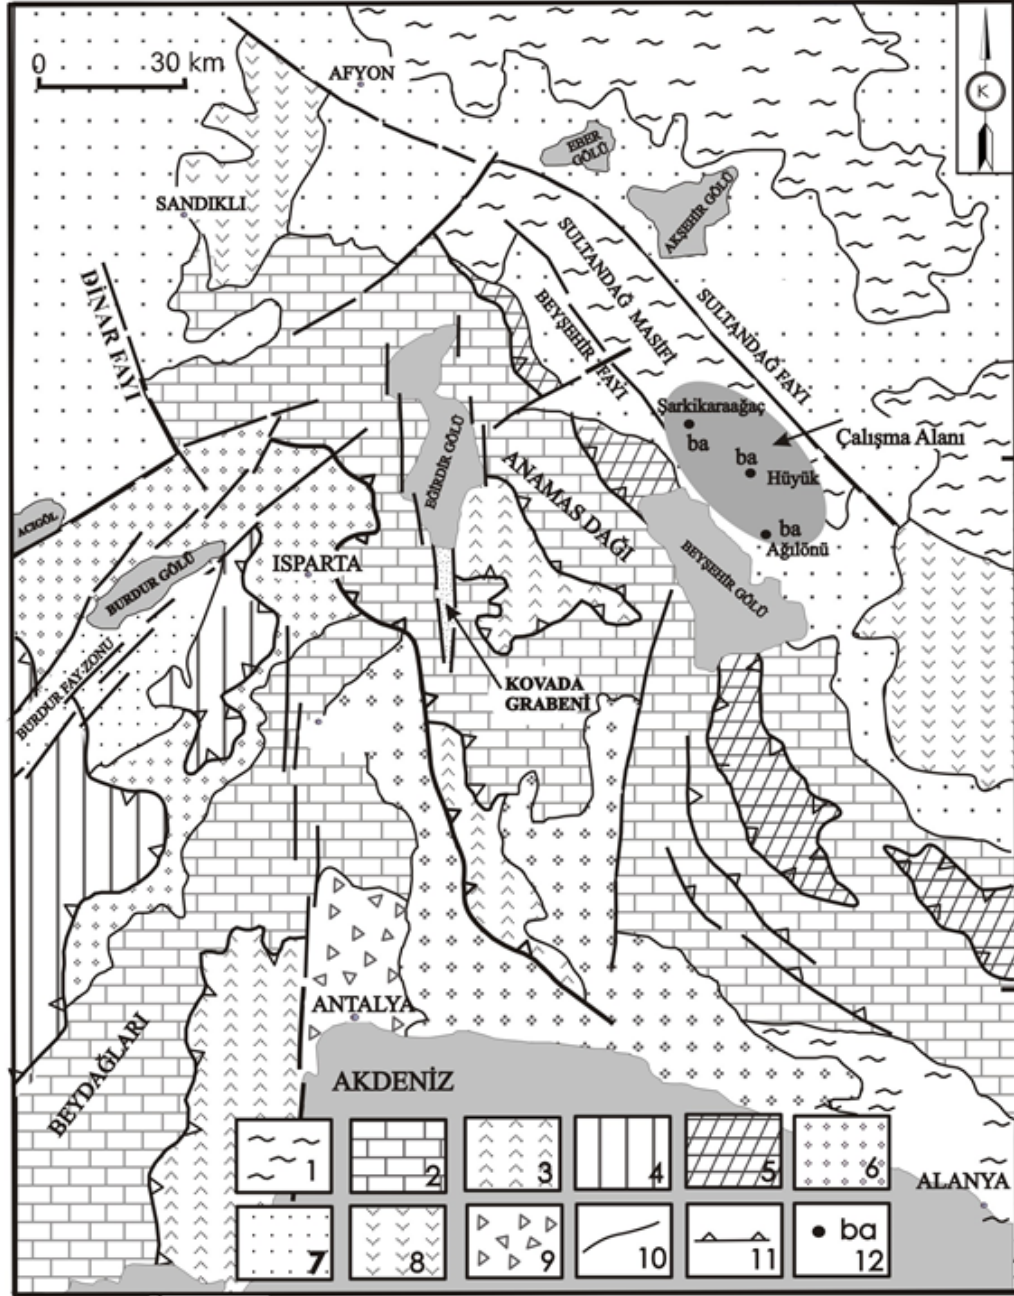 0 30 km
AFYON
K
EBER
GÖLÜ
AKŞEHİR GÖLÜ
SANDIKLI
SULTANDAĞ MASİFİ
SULTANDAĞ FAYI
DİNAR FAYI
BEYŞEHİR FAYI
Şarkikaraağaç
ba
Çalışma Alanı
ba
Hüyük
EĞİRDİR GÖLÜ
ANAMAS DAĞI
ACIGÖL
ba
Ağılönü
ISPARTA
BURDUR GÖLÜ
BEYŞEHİR GÖLÜ
BURDUR FAY-ZONU
KOVADA
GRABENİ
ANTALYA
BEYDAĞLARI
AKDENİZ
1 2 3 4 5 6
ALANYA
7 8 9 10 11 ba 12